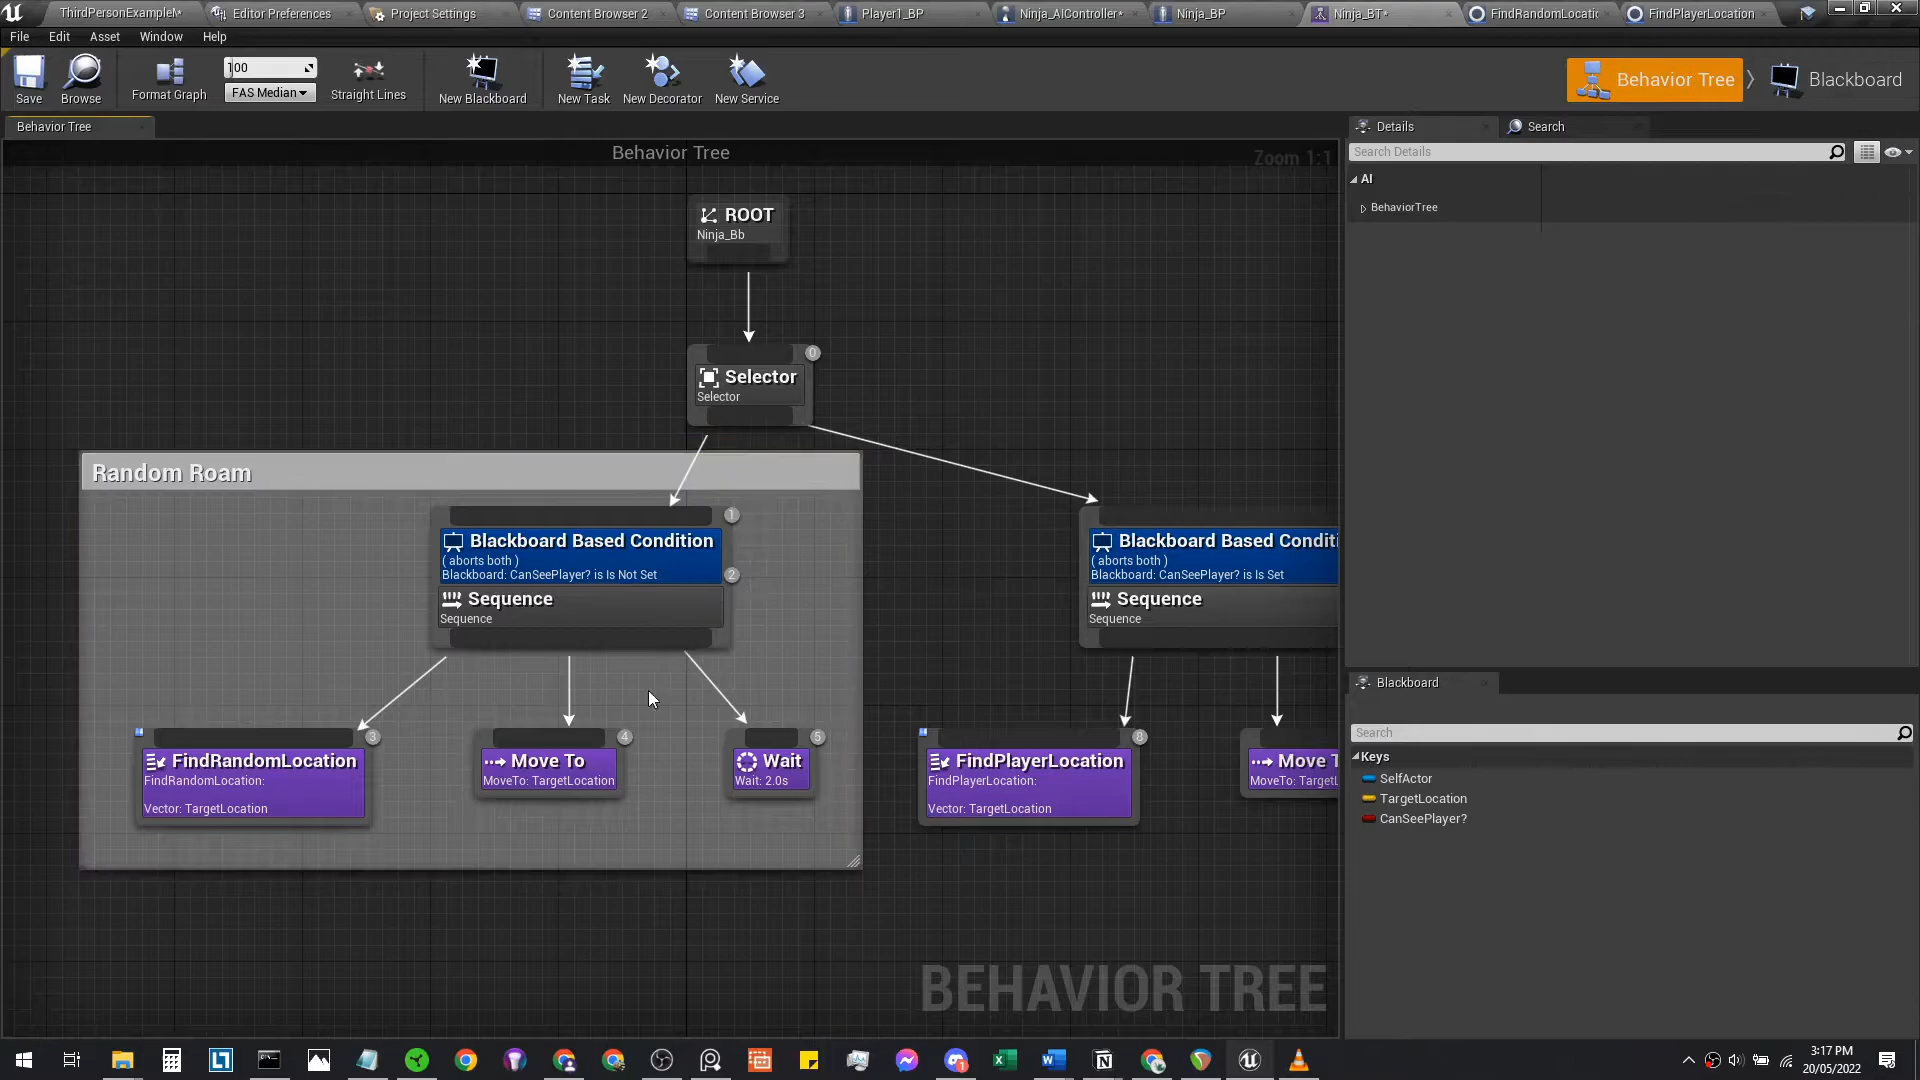 ThirdPersonExampleM*
Editor Preferences
Project Settings
Content Browser 2
Content Browser 3
Player1_BP
Ninja_AIController*
Ninja_BP
Ninja_BT*
FindRandomLocati
FindPlayerLocation
File Edit Asset Window Help
Save
Browse
Format Graph
100
FAS Median
Straight Lines
New Blackboard
New Task
New Decorator
New Service
Behavior Tree
Blackboard
Behavior Tree
Behavior Tree
Zoom 1:1
ROOT
Ninja_Bb
0
Selector
Selector
Random Roam
1
Blackboard Based Condition
( aborts both )
Blackboard: CanSeePlayer? is Is Not Set
2
Sequence
Sequence
Blackboard Based Conditi
( aborts both )
Blackboard: CanSeePlayer? is Is Set
Sequence
Sequence
3
FindRandomLocation
FindRandomLocation:
Vector: TargetLocation
4
Move To
MoveTo: TargetLocation
5
Wait
Wait: 2.0s
8
FindPlayerLocation
FindPlayerLocation:
Vector: TargetLocation
Move T
MoveTo: TargetL
BEHAVIOR TREE
Details
Search
Search Details
AI
BehaviorTree
Blackboard
Search
Keys
SelfActor
TargetLocation
CanSeePlayer?
3:17 PM
20/05/2022